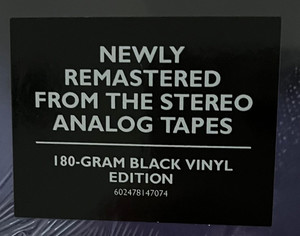 NEWLY
REMASTERED
FROM THE STEREO
ANALOG TAPES
180-GRAM BLACK VINYL
EDITION
602478147074